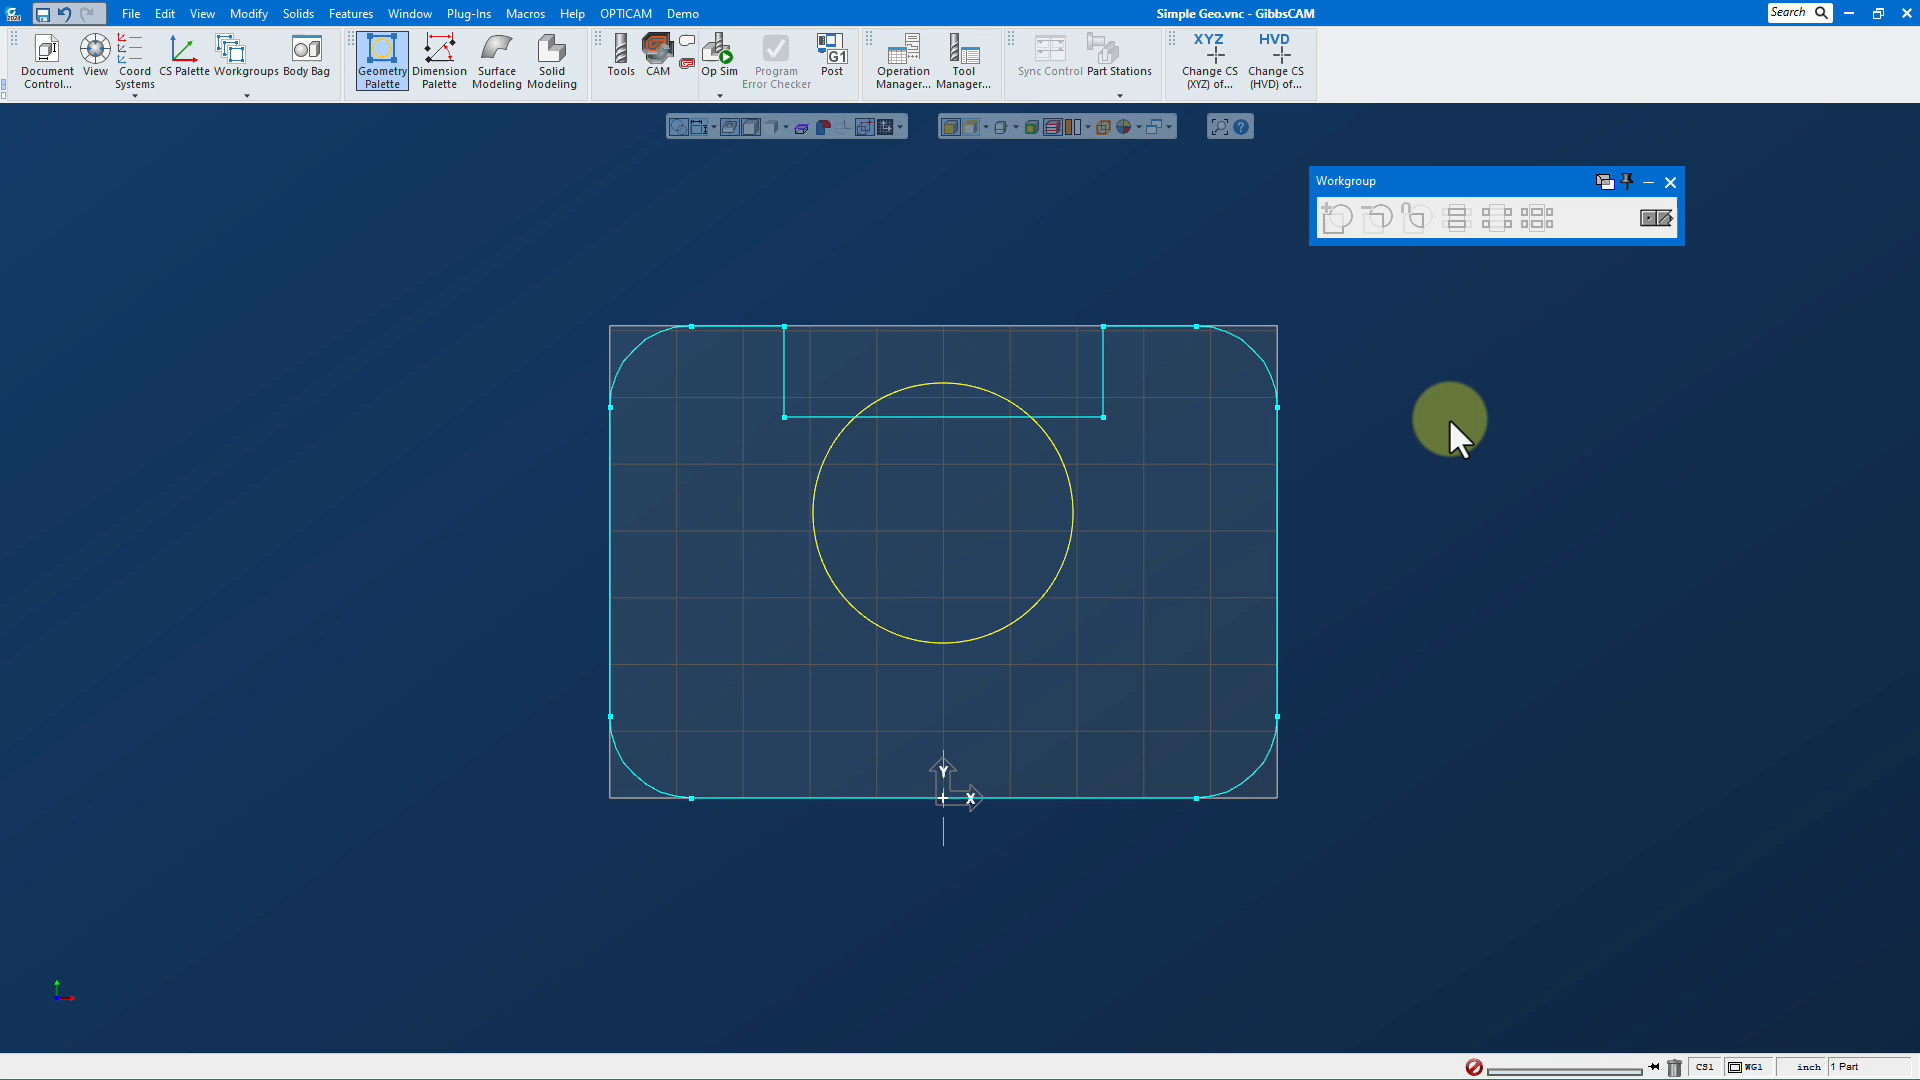 File Edit View Modify Solids Features Window Plug-Ins Macros Help OPTICAM Demo
Simple Geo.vnc - GibbsCAM
Search
Document Control...
View
Coord Systems
CS Palette
Workgroups
Body Bag
Geometry Palette
Dimension Palette
Surface Modeling
Solid Modeling
Tools
CAM
Op Sim
Program Error Checker
G1
Post
Operation Manager...
Tool Manager...
Sync Control
Part Stations
XYZ
Change CS (XYZ) of...
HVD
Change CS (HVD) of...
Workgroup
Y
X
CS1
WG1
inch
1 Part